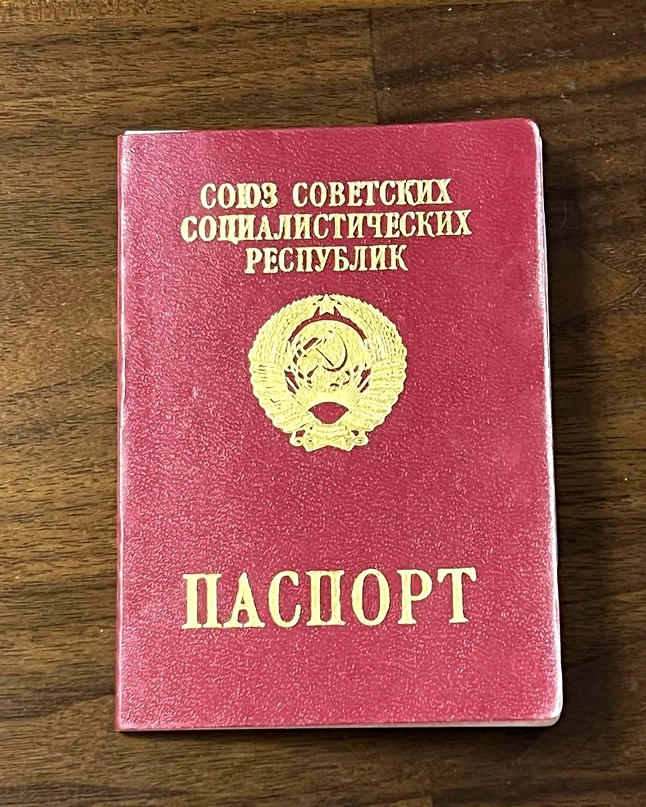 СОЮЗ СОВЕТСКИХ
СОЦИАЛИСТИЧЕСКИХ
РЕСПУБЛИК
ПАСПОРТ